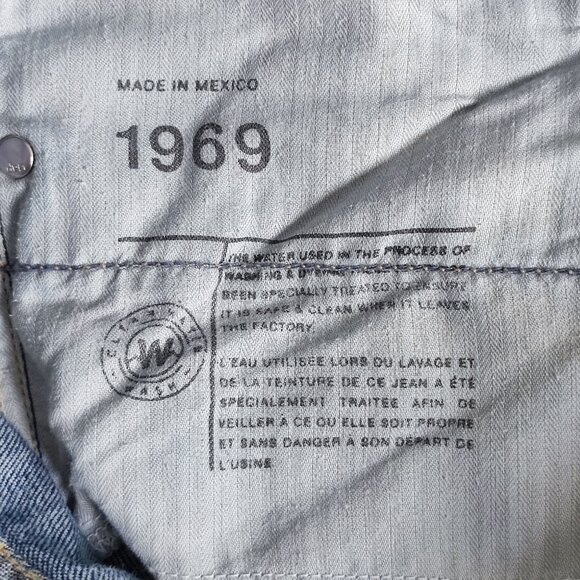 MADE IN MEXICO
1969
THE WATER USED IN THE PROCESS OF
WASHING & DYEING
BEEN SPECIALLY TREATED TO ENSURE
IT IS SAFE & CLEAN WHEN IT LEAVES
THE FACTORY.
CLEAN WATER
WASH
L'EAU UTILISEE LORS DU LAVAGE ET
DE LA TEINTURE DE CE JEAN A ÉTÉ
SPECIALEMENT TRAITEE AFIN DE
VEILLER À CE QU ELLE SOIT PROPRE
ET SANS DANGER À SON DEPART DE
L'USINE